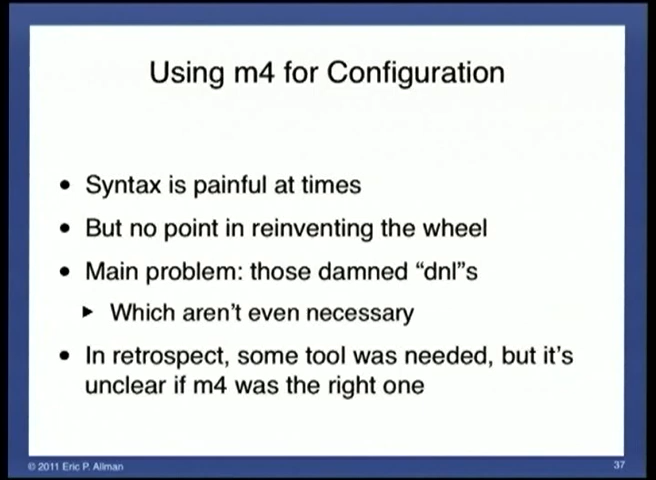 Using m4 for Configuration
• Syntax is painful at times
• But no point in reinventing the wheel
• Main problem: those damned “dnl”s
▶ Which aren’t even necessary
• In retrospect, some tool was needed, but it’s
unclear if m4 was the right one
© 2011 Eric P. Allman
37